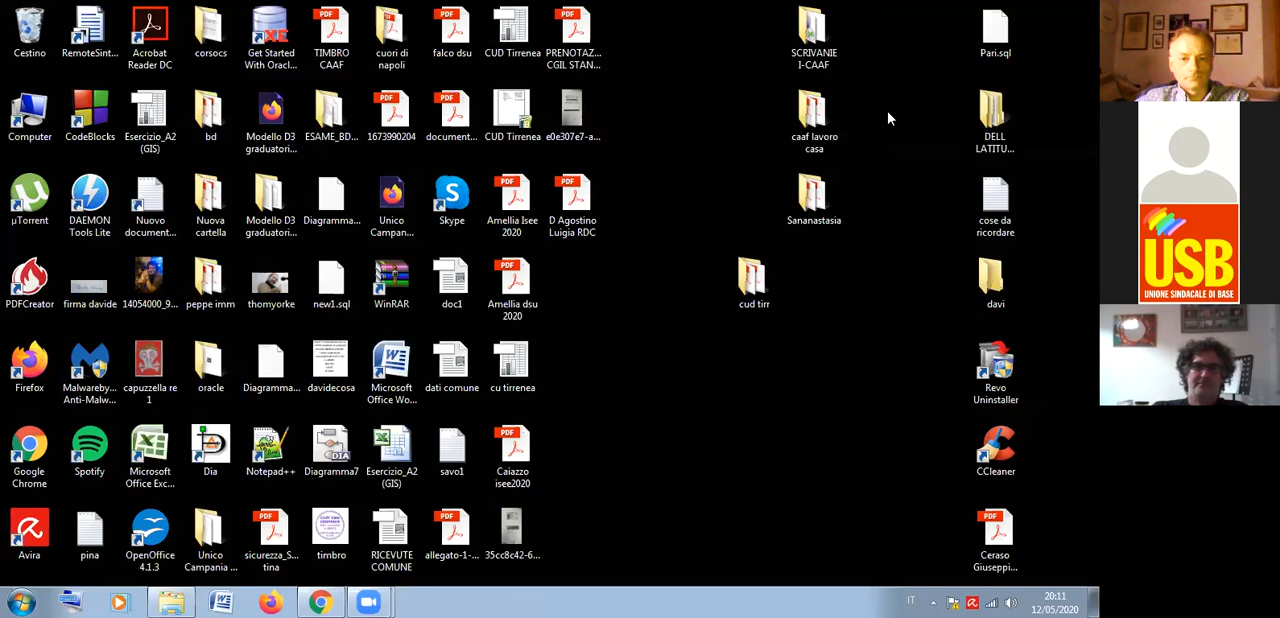 Cestino
RemoteSint...
Acrobat
Reader DC
corsocs
Get Started
With Oracl...
TIMBRO
CAAF
cuori di
napoli
falco dsu
CUD Tirrenea
PRENOTAZ...
CGIL STAN...
SCRIVANIE
I-CAAF
Pari.sql
Computer
CodeBlocks
Esercizio_A2
(GIS)
bd
Modello D3
graduatori...
ESAME_BD...
1673990204
document...
CUD Tirrenea
e0e307e7-a...
caaf lavoro
casa
DELL
LATITU...
µTorrent
DAEMON
Tools Lite
Nuovo
documen...
Nuova
cartella
Modello D3
graduatori...
Diagramma...
Unico
Campan...
Skype
Amellia Isee
2020
D Agostino
Luigia RDC
Sananastasia
cose da
ricordare
PDFCreator
firma davide
14054000_9...
peppe imm
thomyorke
new1.sql
WinRAR
doc1
Amellia dsu
2020
cud tirr
davi
Firefox
Malwareby...
Anti-Malw...
capuzzella re
1
oracle
Diagramma...
davidecosa
Microsoft
Office Wo...
dati comune
cu tirrenea
Revo
Uninstaller
Google
Chrome
Spotify
Microsoft
Office Exc...
Dia
Notepad++
Diagramma7
Esercizio_A2
(GIS)
savo1
Caiazzo
isee2020
CCleaner
Avira
pina
OpenOffice
4.1.3
Unico
Campania ...
sicurezza_S...
tina
timbro
RICEVUTE
COMUNE
allegato-1-...
35cc8c42-6...
Ceraso
Giuseppi...
IT
20:11
12/05/2020
USB
UNIONE SINDACALE DI BASE